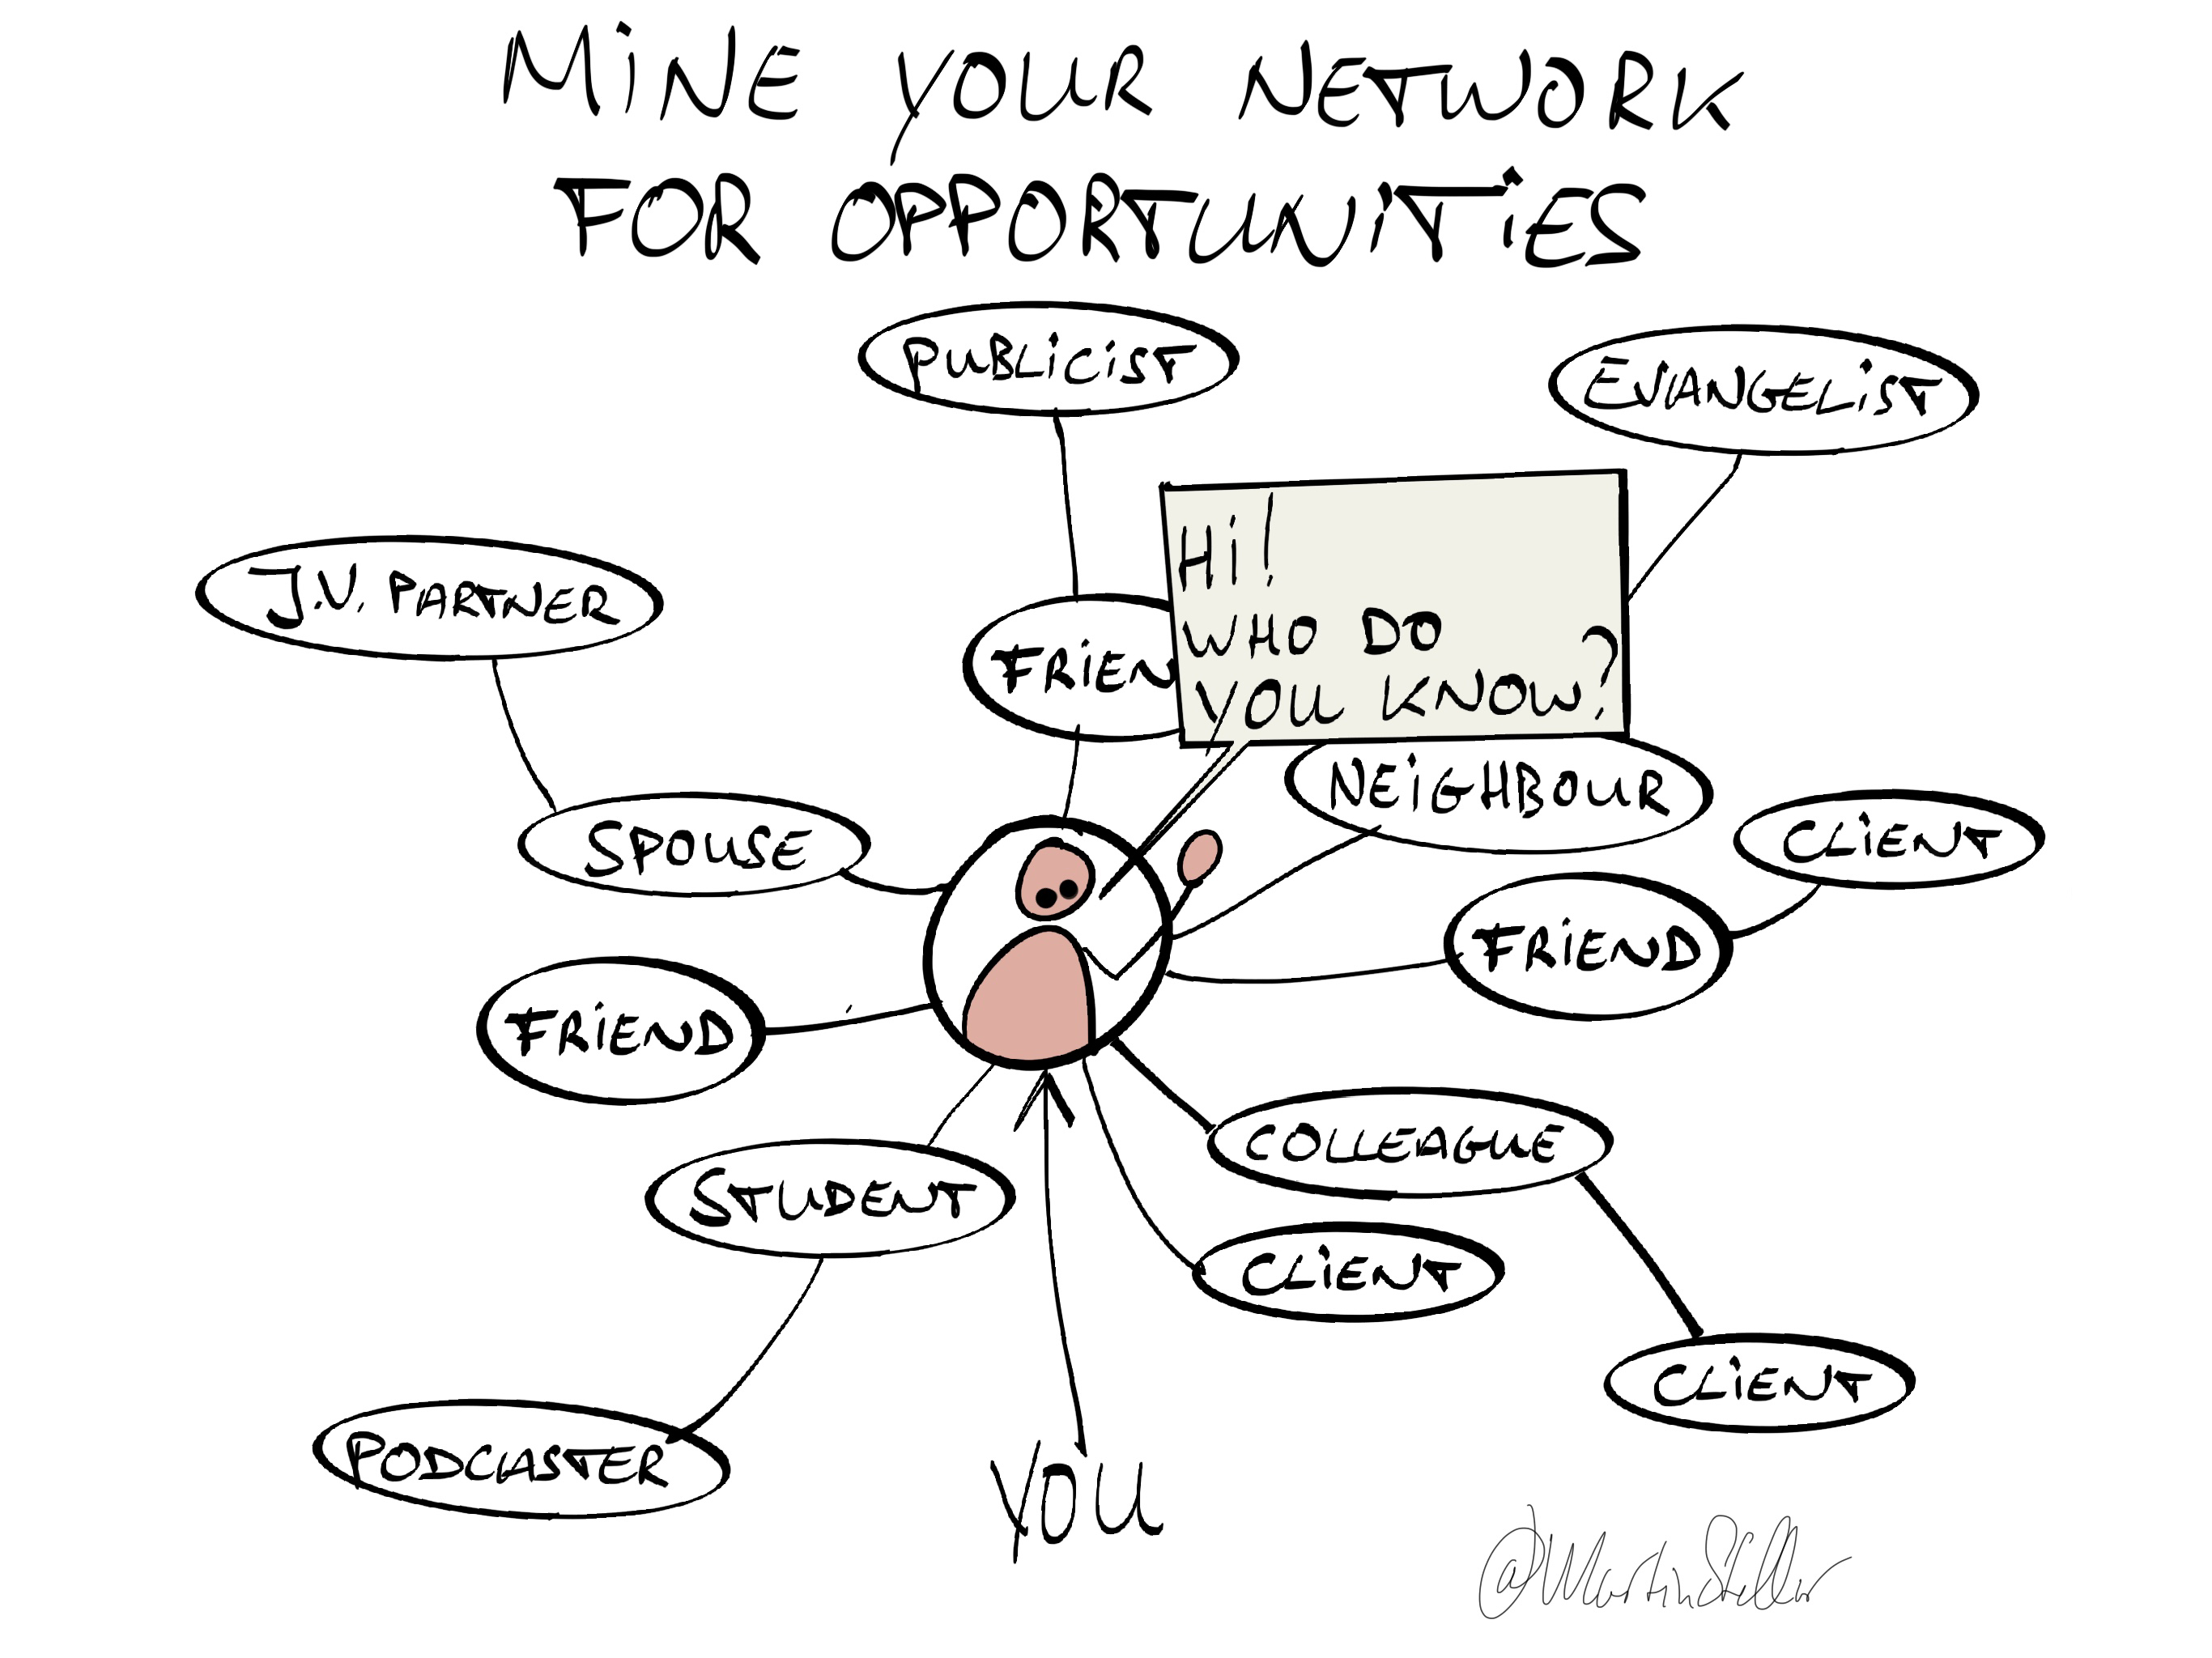 MINE YOUR NETWORK
FOR OPPORTUNITIES
PUBLICIST
EVANGELIST
J.V. PARTNER
Hi!
WHO DO
YOU KNOW?
FRIEN
NEIGHBOUR
CLIENT
SPOUSE
FRIEND
FRIEND
COLLEAGUE
STUDENT
CLIENT
CLIENT
PODCASTER
YOU
@MartinStellar